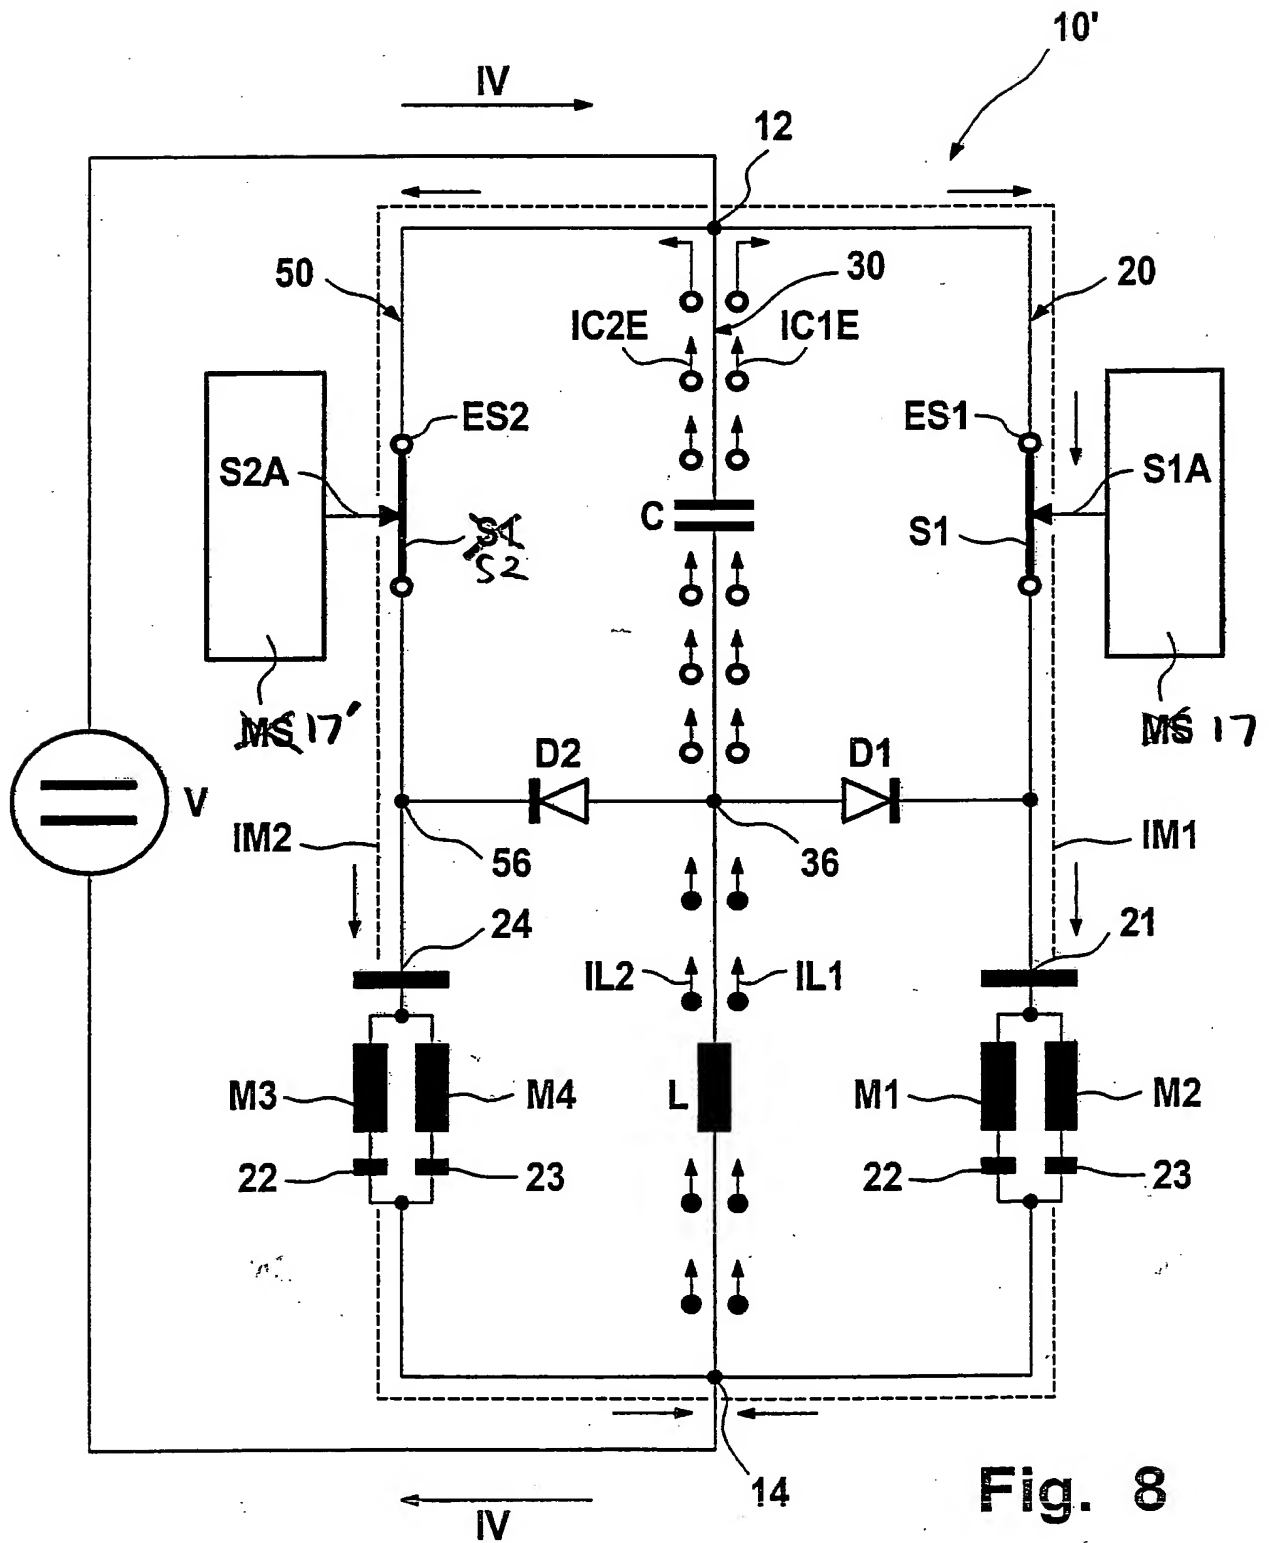 10'
IV
12
50
30
20
IC2E
IC1E
ES2
ES1
S2A
S1A
C
S1
S1
S2
MS 17'
MS 17
D2
D1
V
IM2
56
36
IM1
24
21
IL2
IL1
M3
M4
L
M1
M2
22
23
22
23
14
IV
Fig. 8